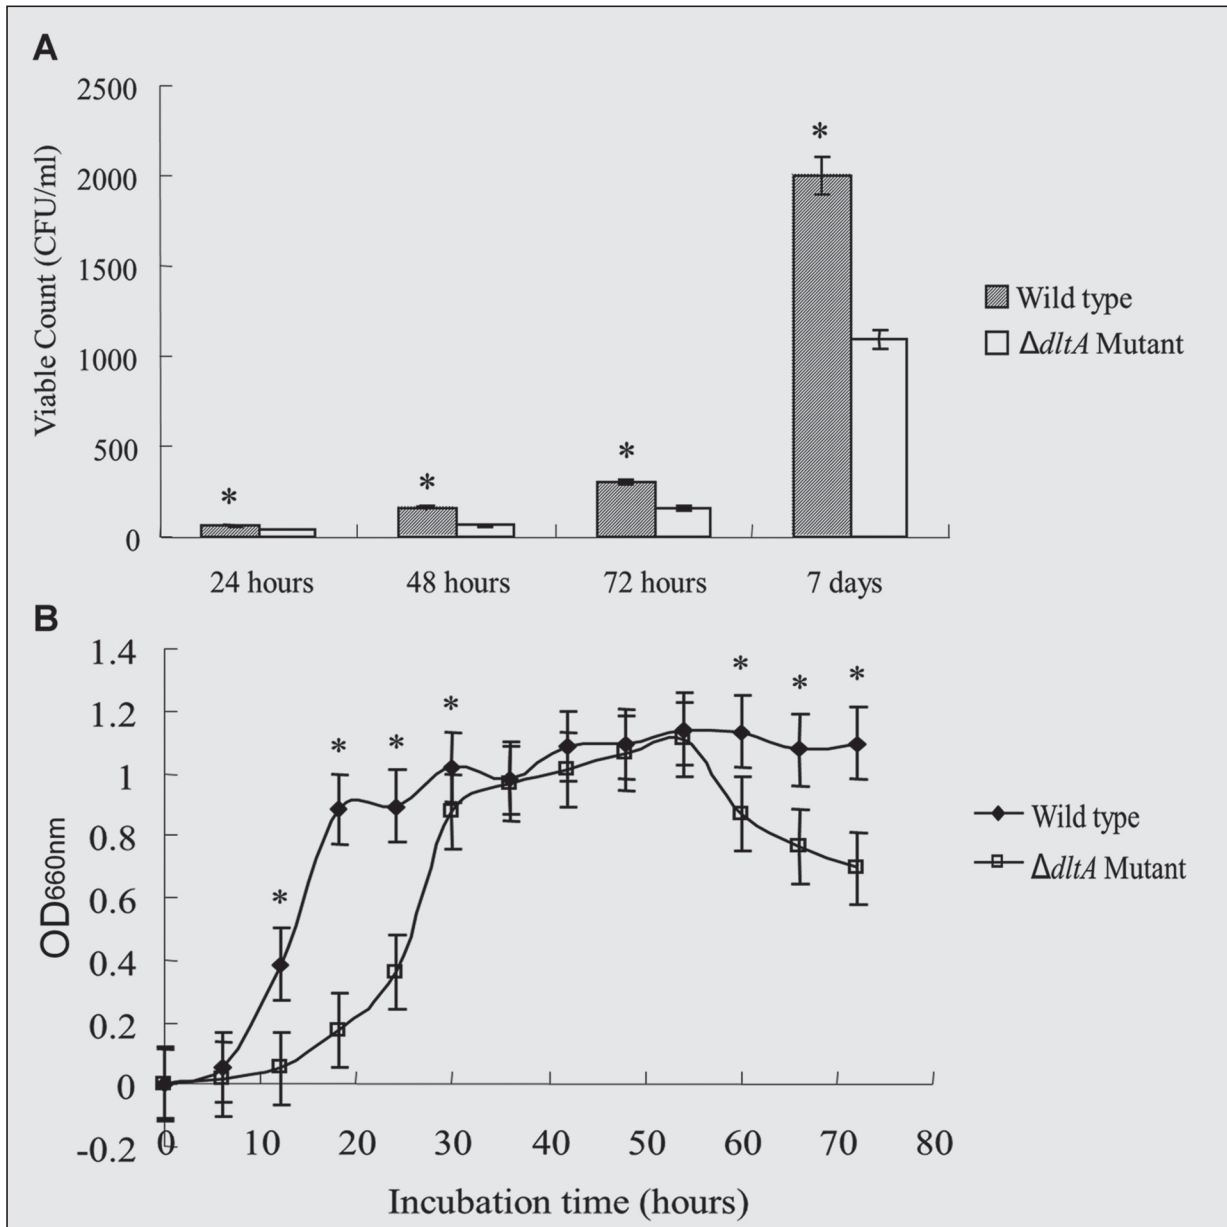 A
2500
2000
1500
1000
500
0
Viable Count (CFU/ml)
*
*
*
*
24 hours
48 hours
72 hours
7 days
Wild type
ΔdltA Mutant
B
1.4
1.2
1
0.8
0.6
0.4
0.2
0
-0.2
OD660nm
*
*
*
*
*
*
*
0
10
20
30
40
50
60
70
80
Incubation time (hours)
Wild type
ΔdltA Mutant